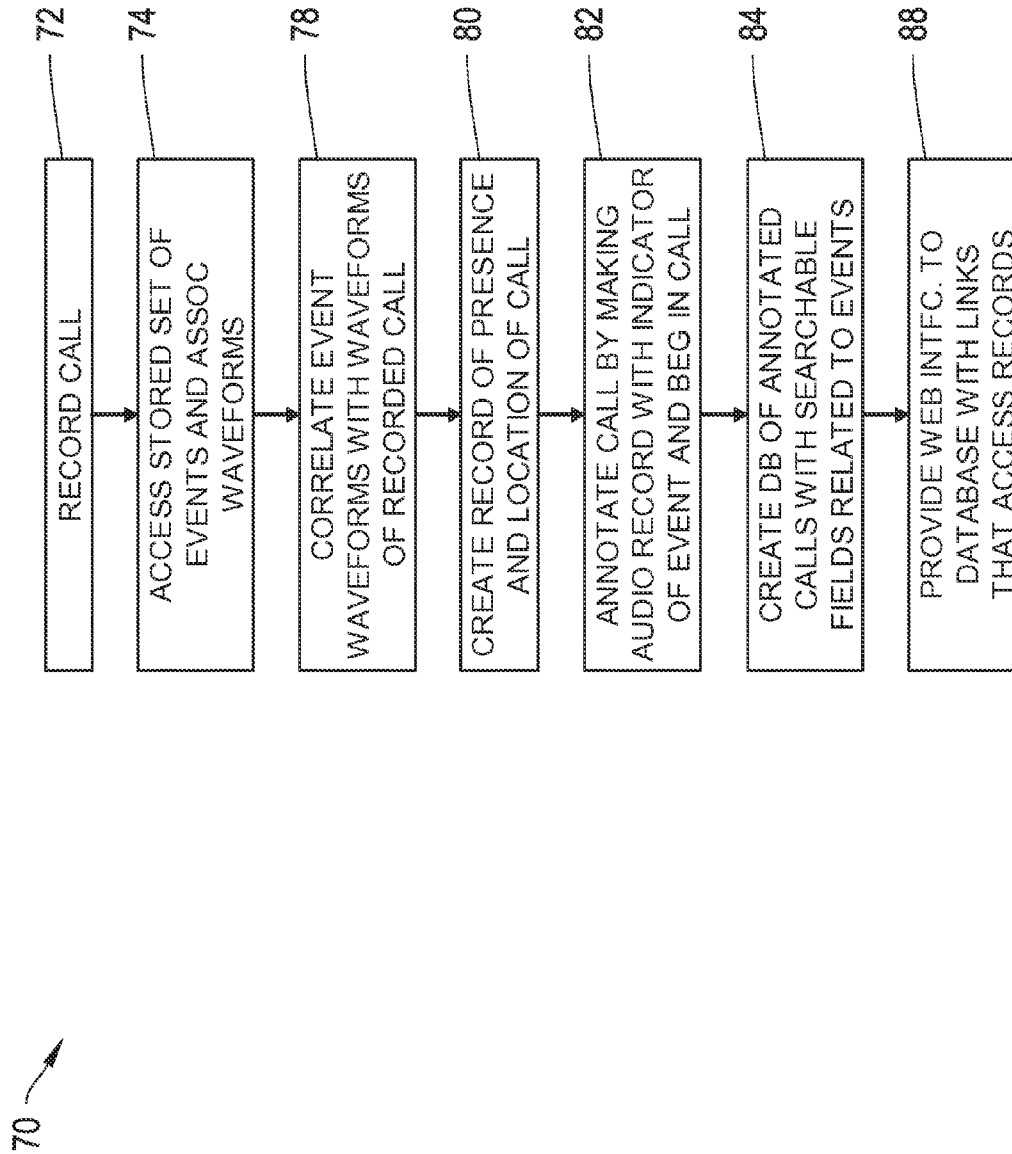 70
RECORD CALL
72
ACCESS STORED SET OF
EVENTS AND ASSOC
WAVEFORMS
74
CORRELATE EVENT
WAVEFORMS WITH WAVEFORMS
OF RECORDED CALL
78
CREATE RECORD OF PRESENCE
AND LOCATION OF CALL
80
ANNOTATE CALL BY MAKING
AUDIO RECORD WITH INDICATOR
OF EVENT AND BEG IN CALL
82
CREATE DB OF ANNOTATED
CALLS WITH SEARCHABLE
FIELDS RELATED TO EVENTS
84
PROVIDE WEB INTFC. TO
DATABASE WITH LINKS
THAT ACCESS RECORDS
88